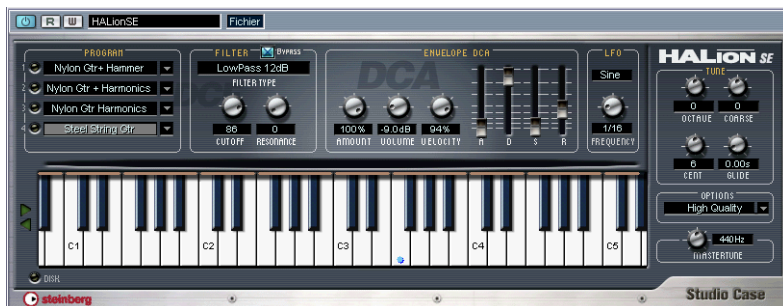 R W HALionSE Fichier
PROGRAM
1 Nylon Gtr+ Hammer
2 Nylon Gtr + Harmonics
3 Nylon Gtr Harmonics
4 Steel String Gtr
FILTER BYPASS
LowPass 12dB
FILTER TYPE
86 0
CUTOFF RESONANCE
ENVELOPE DCA
DCA
100% -9.0dB 94%
AMOUNT VOLUME VELOCITY A D S R
LFO
Sine
1/16
FREQUENCY
HALion SE
TUNE
0 0
OCTAVE COARSE
6 0.00s
CENT GLIDE
OPTIONS
High Quality
440Hz
MASTERTUNE
C1 C2 C3 C4 C5
DISK
steinberg
Studio Case